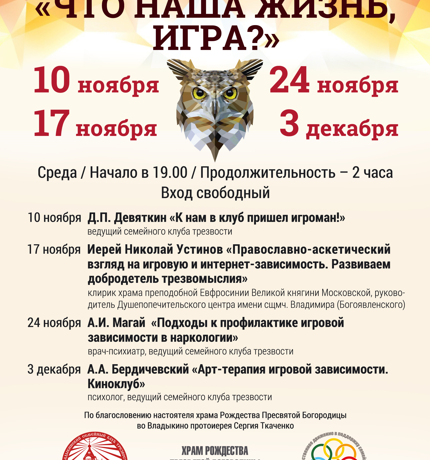 «ЧТО НАША ЖИЗНЬ,
ИГРА?»
10 ноября
24 ноября
17 ноября
3 декабря
Среда / Начало в 19.00 / Продолжительность – 2 часа
Вход свободный
10 ноября Д.П. Девяткин «К нам в клуб пришел игроман!»
ведущий семейного клуба трезвости
17 ноября Иерей Николай Устинов «Православно-аскетический
взгляд на игровую и интернет-зависимость. Развиваем
добродетель трезвомыслия»
клирик храма преподобной Евфросинии Великой княгини Московской, руково-
дитель Душепопечительского центра имени сщмч. Владимира (Богоявленского)
24 ноября А.И. Магай «Подходы к профилактике игровой
зависимости в наркологии»
врач-психиатр, ведущий семейного клуба трезвости
3 декабря А.А. Бердичевский «Арт-терапия игровой зависимости.
Киноклуб»
психолог, ведущий семейного клуба трезвости
По благословению настоятеля храма Рождества Пресвятой Богородицы
во Владыкино протоиерея Сергия Ткаченко
ХРАМ РОЖДЕСТВА